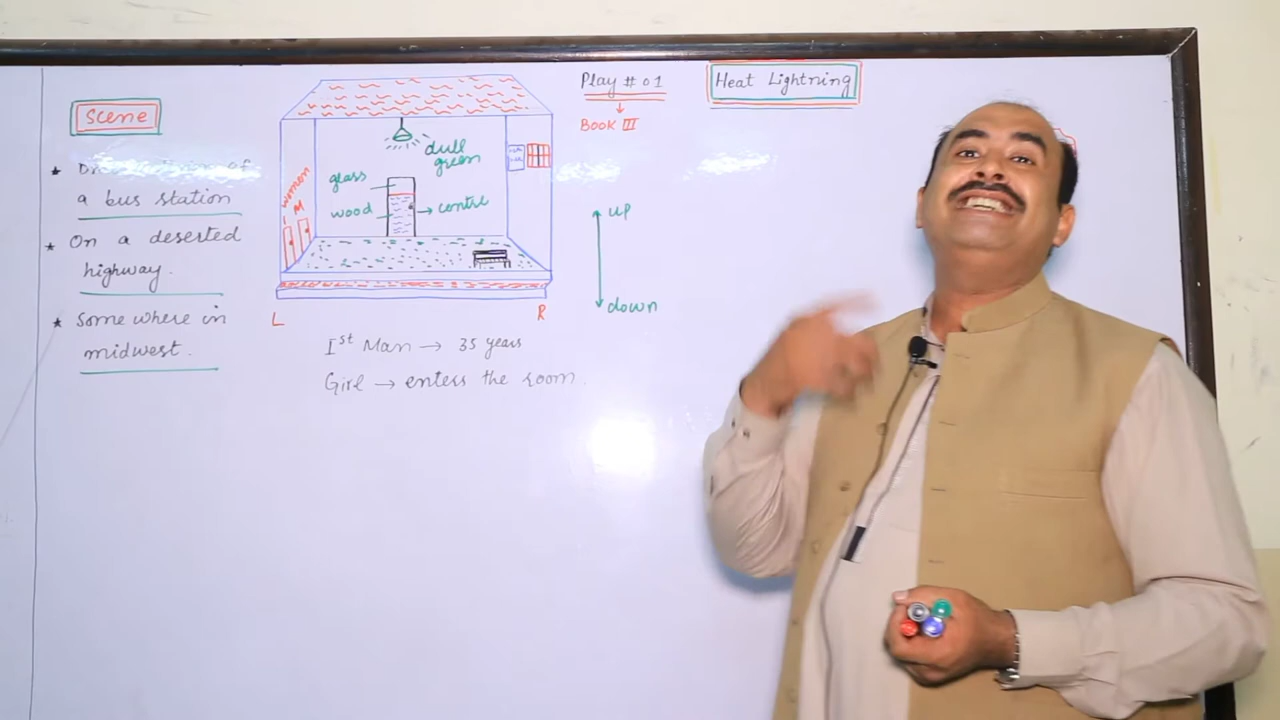 Scene
a bus station
On a deserted
highway.
Some where in
midwest.
dull
green
glass
wood
centre
women
M
L
R
Ist Man → 35 years
Girl → enters the room.
Play # 01
Book III
up
down
Heat Lightning